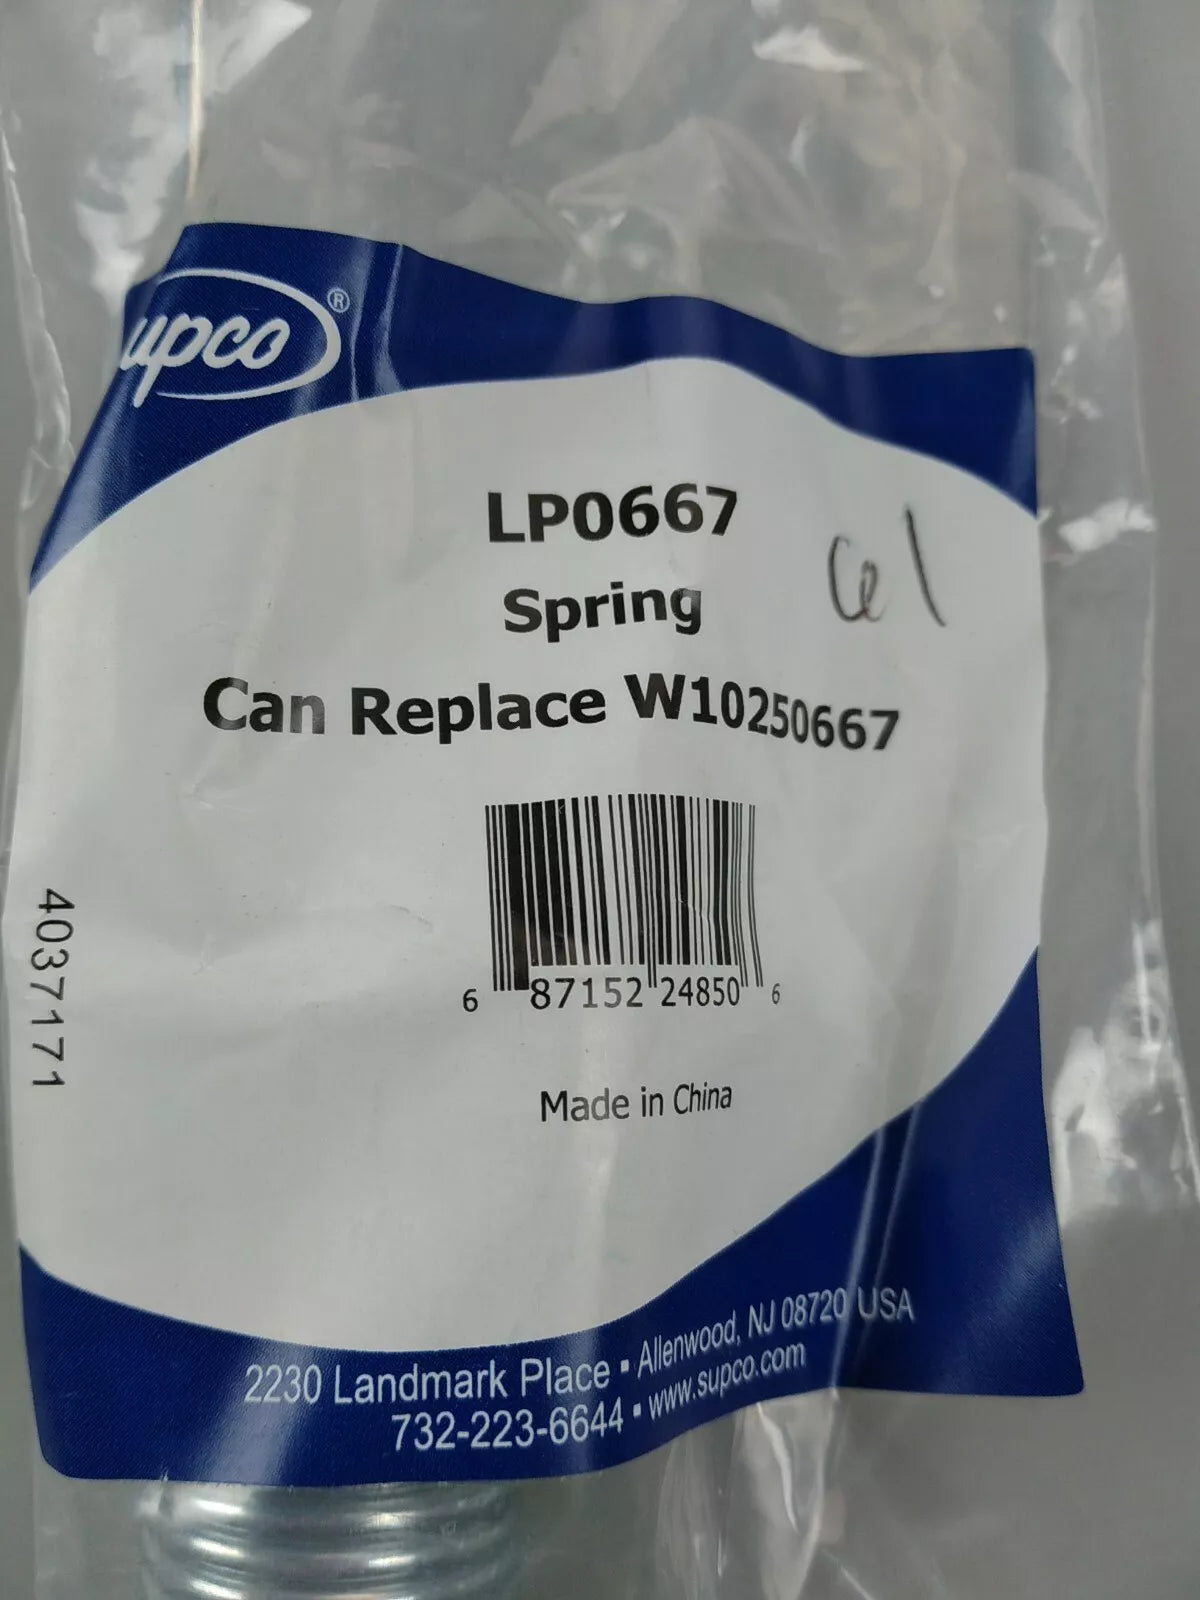 upco®
LP0667
Spring
Can Replace W10250667
6 87152 24850 6
4037171
Made in China
2230 Landmark Place ▪ Allenwood, NJ 08720 USA
732-223-6644 ▪ www.supco.com